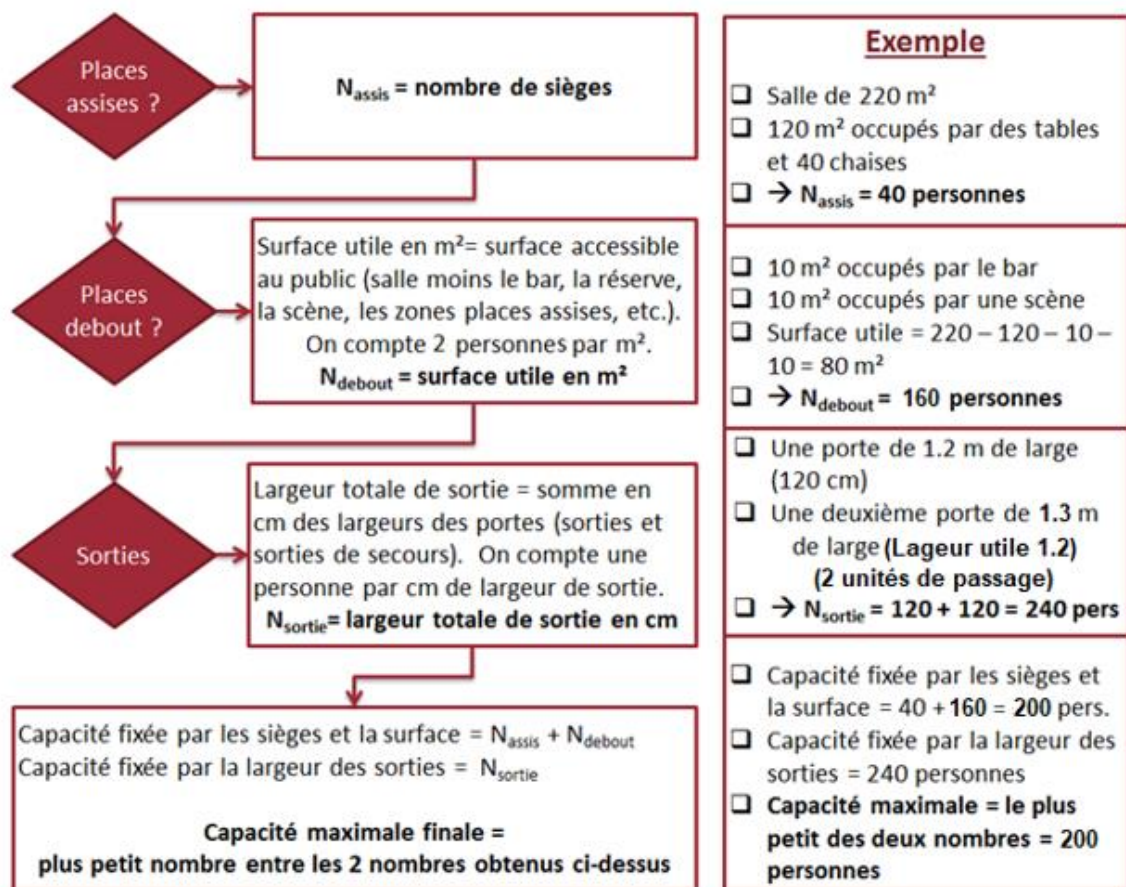 Places
assises ?
N_assis = nombre de sièges
Places
debout ?
Surface utile en m²= surface accessible
au public (salle moins le bar, la réserve,
la scène, les zones places assises, etc.).
On compte 2 personnes par m².
N_debout = surface utile en m²
Sorties
Largeur totale de sortie = somme en
cm des largeurs des portes (sorties et
sorties de secours). On compte une
personne par cm de largeur de sortie.
N_sortie= largeur totale de sortie en cm
Capacité fixée par les sièges et la surface = N_assis + N_debout
Capacité fixée par la largeur des sorties = N_sortie
Capacité maximale finale =
plus petit nombre entre les 2 nombres obtenus ci-dessus
Exemple
❑ Salle de 220 m²
❑ 120 m² occupés par des tables
et 40 chaises
❑ → N_assis = 40 personnes
❑ 10 m² occupés par le bar
❑ 10 m² occupés par une scène
❑ Surface utile = 220 – 120 – 10 –
10 = 80 m²
❑ → N_debout = 160 personnes
❑ Une porte de 1.2 m de large
(120 cm)
❑ Une deuxième porte de 1.3 m
de large (Lageur utile 1.2)
(2 unités de passage)
❑ → N_sortie = 120 + 120 = 240 pers
❑ Capacité fixée par les sièges et
la surface = 40 + 160 = 200 pers.
❑ Capacité fixée par la largeur des
sorties = 240 personnes
❑ Capacité maximale = le plus
petit des deux nombres = 200
personnes